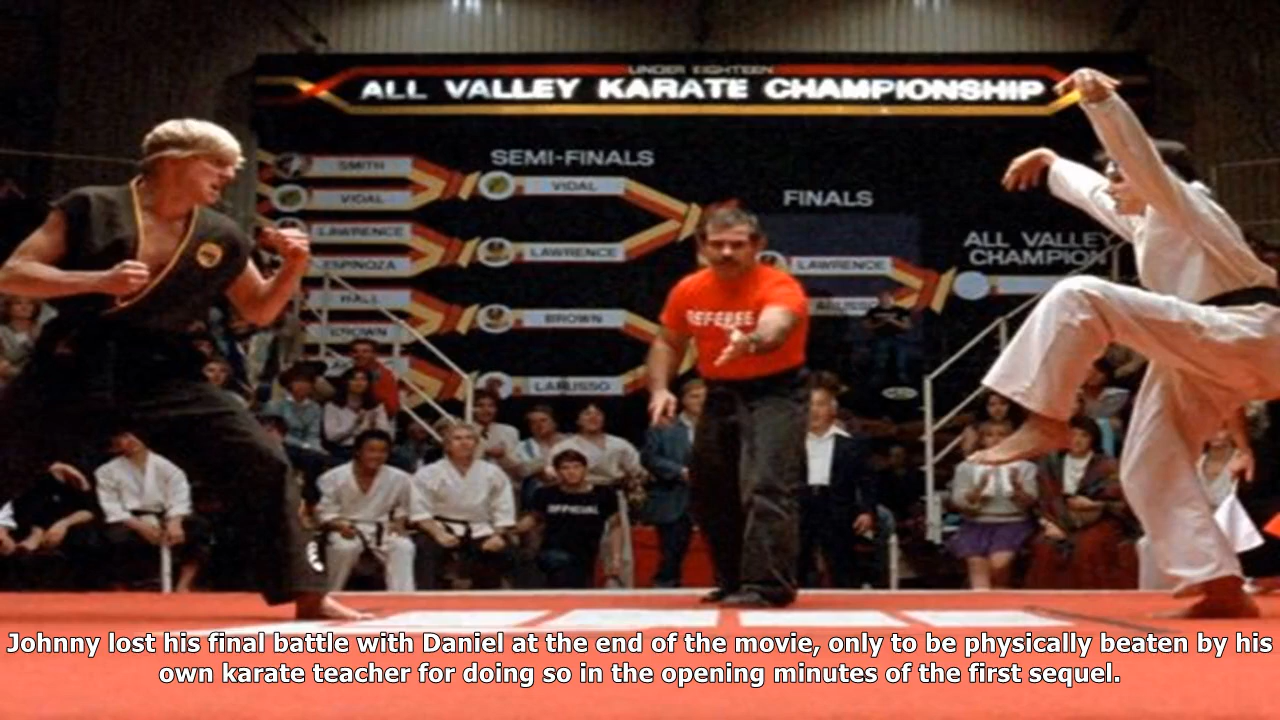 UNDER EIGHTEEN
ALL VALLEY KARATE CHAMPIONSHIP
SEMI-FINALS
FINALS
ALL VALLEY
CHAMPION
SMITH
VIDAL
LAWRENCE
ESPINOZA
HALL
BROWN
VIDAL
LAWRENCE
BROWN
LARUSSO
LAWRENCE
REFEREE
OFFICIAL
Johnny lost his final battle with Daniel at the end of the movie, only to be physically beaten by his
own karate teacher for doing so in the opening minutes of the first sequel.